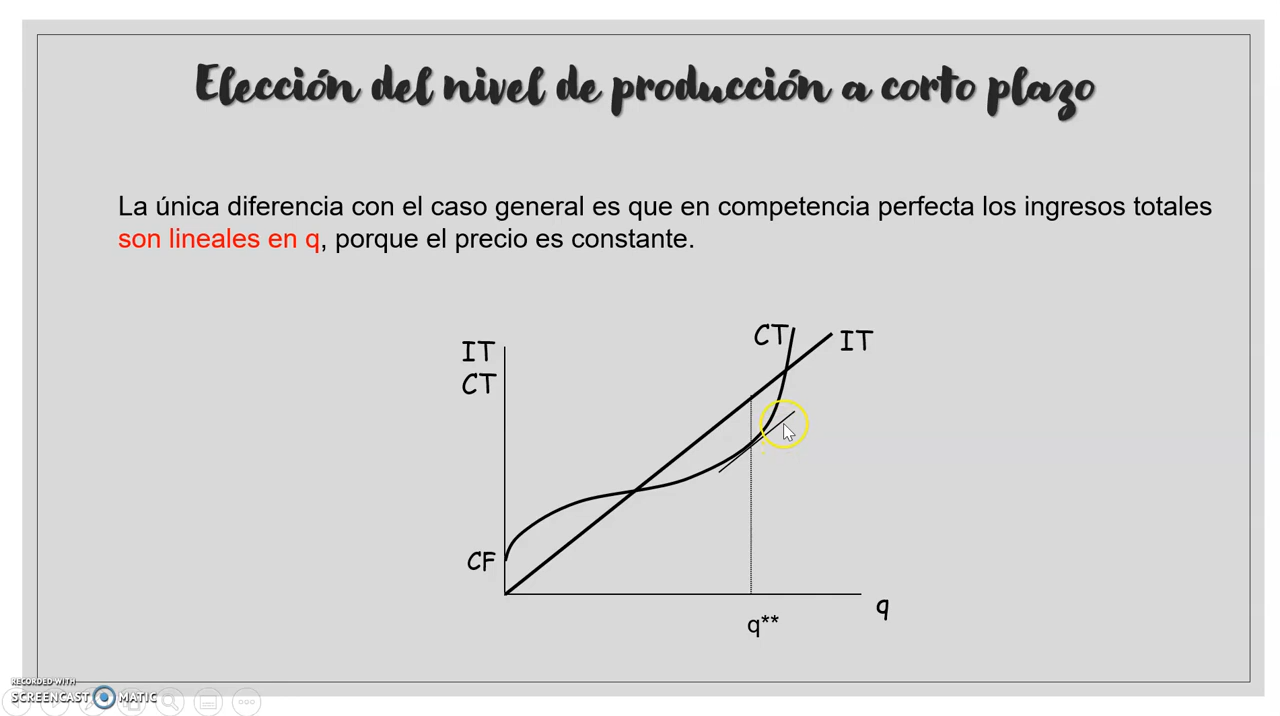 Elección del nivel de producción a corto plazo
La única diferencia con el caso general es que en competencia perfecta los ingresos totales
son lineales en q, porque el precio es constante.
CT
IT
IT
CT
CF
q
q**
RECORDED WITH
SCREENCAST MATIC